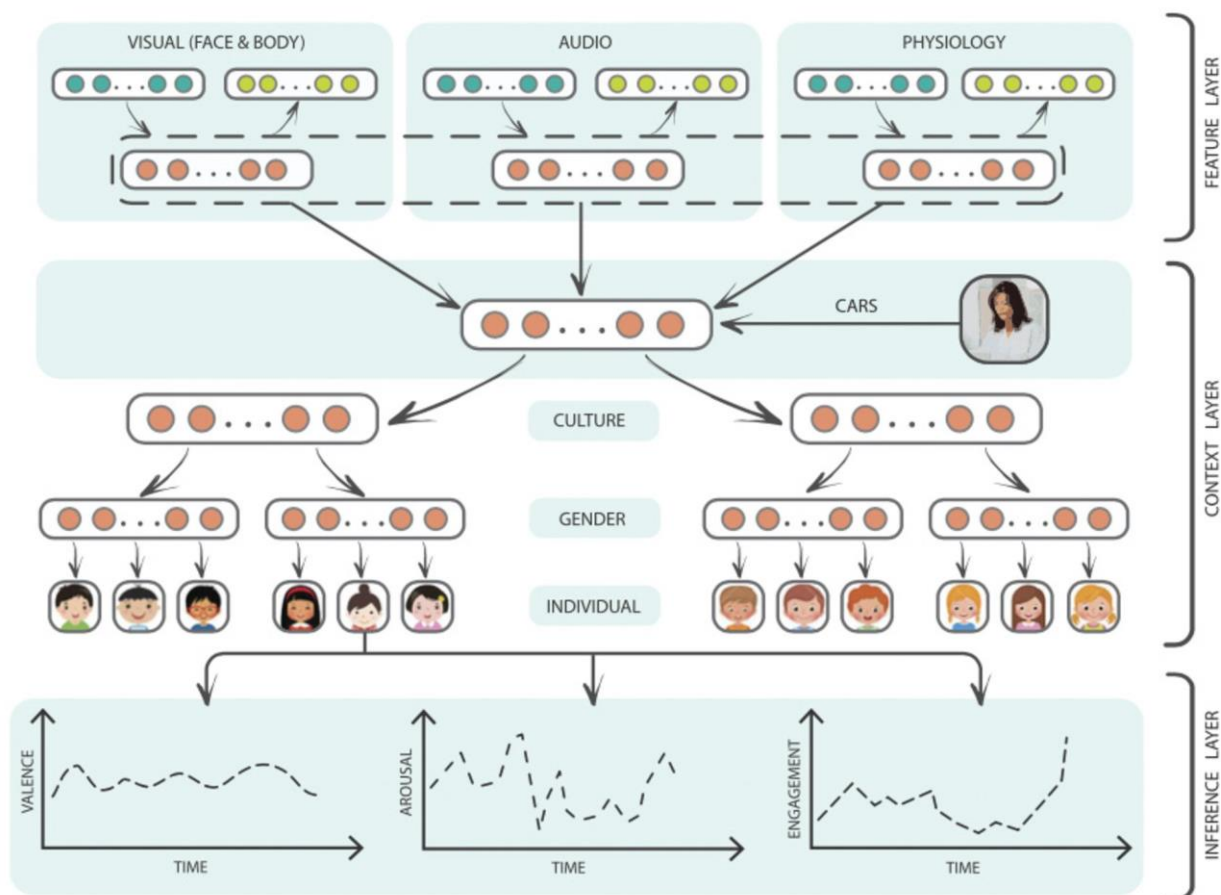 VISUAL (FACE & BODY)
AUDIO
PHYSIOLOGY
FEATURE LAYER
CARS
CULTURE
GENDER
INDIVIDUAL
CONTEXT LAYER
VALENCE
TIME
AROUSAL
TIME
ENGAGEMENT
TIME
INFERENCE LAYER